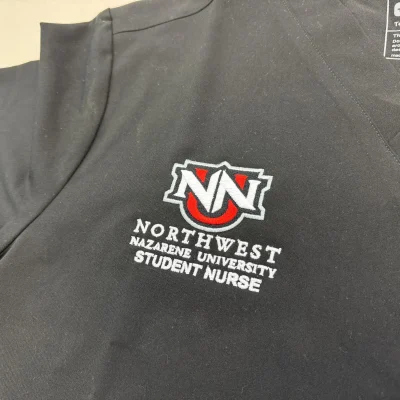 NNU
NORTHWEST
NAZARENE UNIVERSITY
STUDENT NURSE